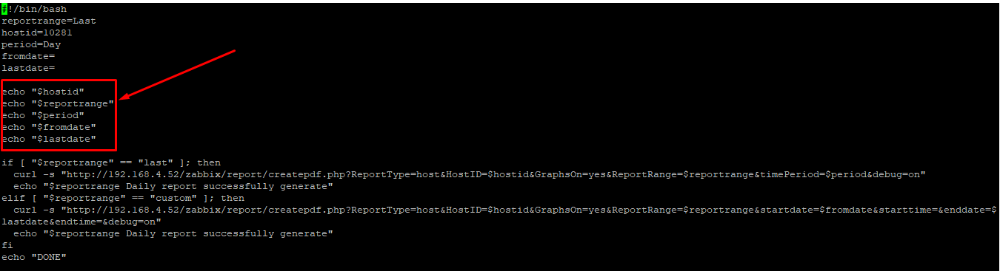 #!/bin/bash
reportrange=Last
hostid=10281
period=Day
fromdate=
lastdate=
echo "$hostid"
echo "$reportrange"
echo "$period"
echo "$fromdate"
echo "$lastdate"
if [ "$reportrange" == "last" ]; then
  curl -s "http://192.168.4.52/zabbix/report/createpdf.php?ReportType=host&HostID=$hostid&GraphsOn=yes&ReportRange=$reportrange&timePeriod=$period&debug=on"
  echo "$reportrange Daily report successfully generate"
elif [ "$reportrange" == "custom" ]; then
  curl -s "http://192.168.4.52/zabbix/report/createpdf.php?ReportType=host&HostID=$hostid&GraphsOn=yes&ReportRange=$reportrange&startdate=$fromdate&starttime=&enddate=$
lastdate&endtime=&debug=on"
  echo "$reportrange Daily report successfully generate"
fi
echo "DONE"